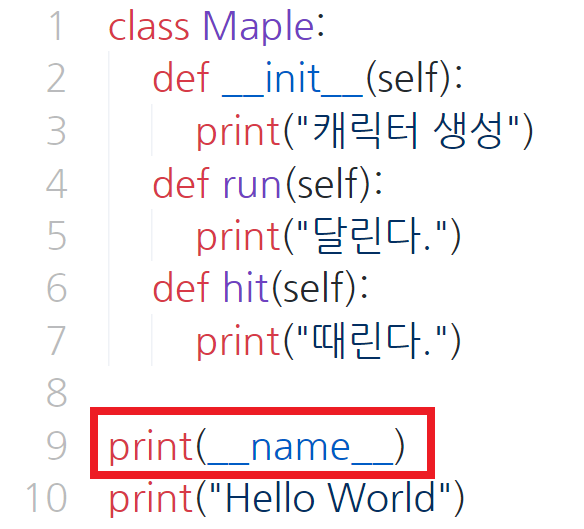 1 class Maple:
2 def __init__(self):
3 print("캐릭터 생성")
4 def run(self):
5 print("달린다.")
6 def hit(self):
7 print("때린다.")
8
9 print(__name__)
10 print("Hello World")